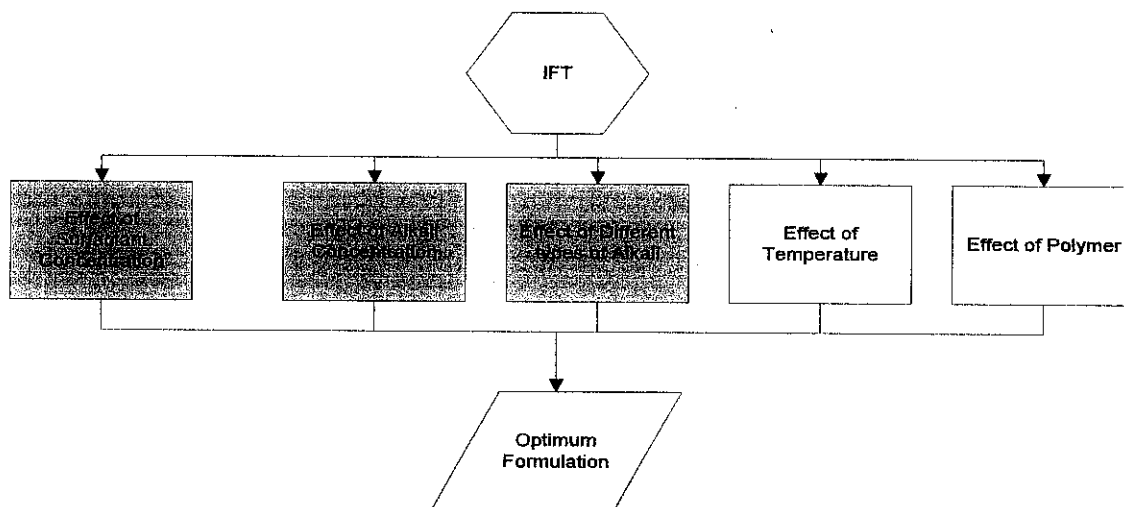 IFT
Effect of
Surfactant
Concentration
Effect of Alkali
Concentration
Effect of Different
types of Alkali
Effect of
Temperature
Effect of Polymer
Optimum
Formulation